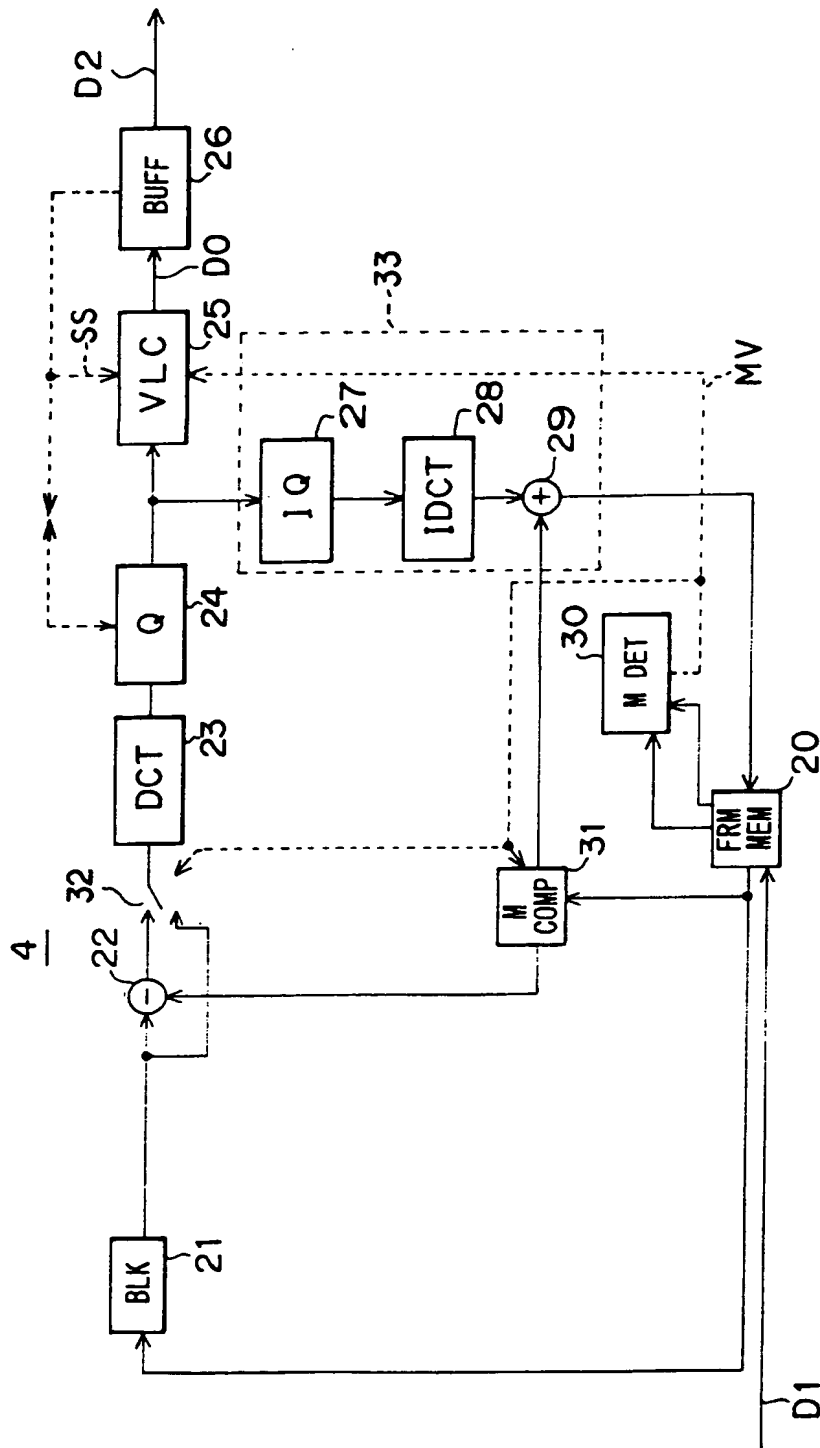 4
D2
BUFF
26
D0
SS
VLC
25
33
Q
24
IQ
27
IDCT
28
+
29
MV
DCT
23
32
22
−
30
M DET
31
M
COMP
20
FRM
MEM
BLK
21
D1